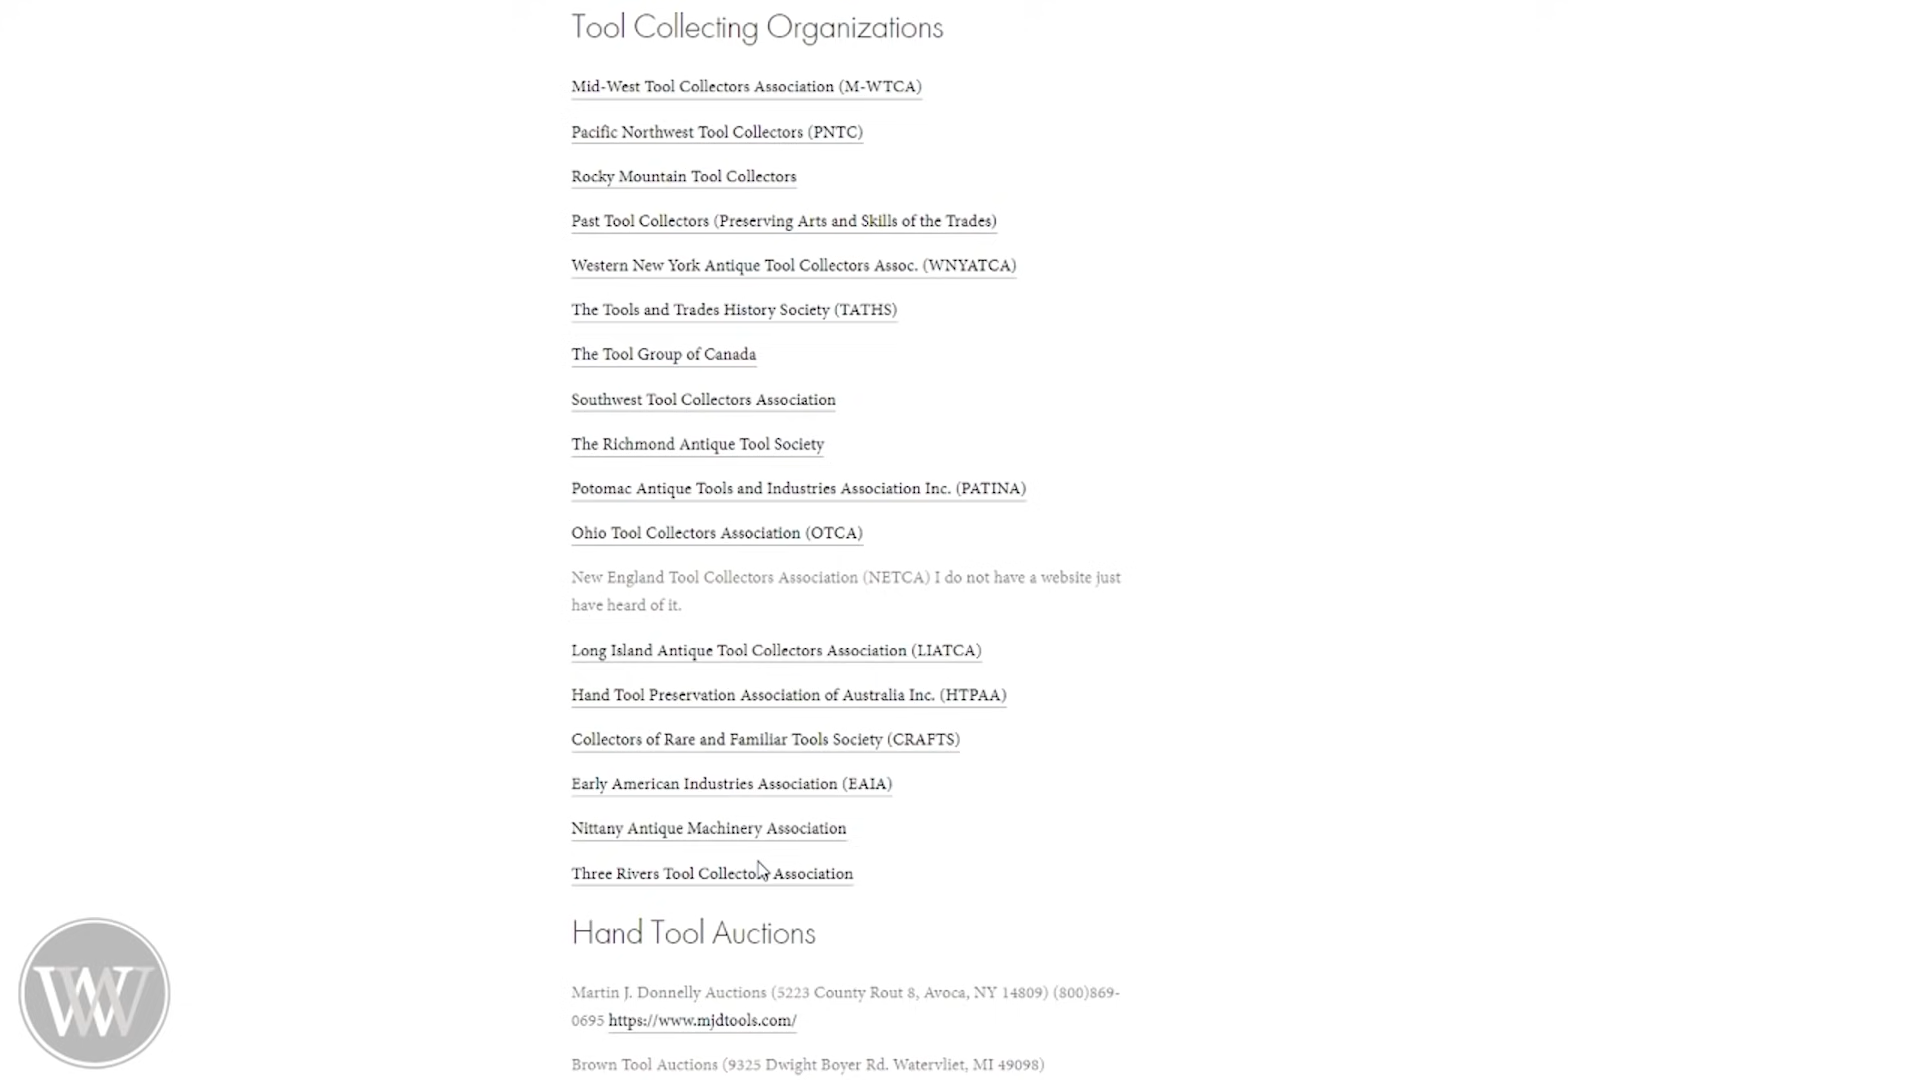 Tool Collecting Organizations
Mid-West Tool Collectors Association (M-WTCA)
Pacific Northwest Tool Collectors (PNTC)
Rocky Mountain Tool Collectors
Past Tool Collectors (Preserving Arts and Skills of the Trades)
Western New York Antique Tool Collectors Assoc. (WNYATCA)
The Tools and Trades History Society (TATHS)
The Tool Group of Canada
Southwest Tool Collectors Association
The Richmond Antique Tool Society
Potomac Antique Tools and Industries Association Inc. (PATINA)
Ohio Tool Collectors Association (OTCA)
New England Tool Collectors Association (NETCA) I do not have a website just
have heard of it.
Long Island Antique Tool Collectors Association (LIATCA)
Hand Tool Preservation Association of Australia Inc. (HTPAA)
Collectors of Rare and Familiar Tools Society (CRAFTS)
Early American Industries Association (EAIA)
Nittany Antique Machinery Association
Three Rivers Tool Collectors Association
Hand Tool Auctions
Martin J. Donnelly Auctions (5223 County Rout 8, Avoca, NY 14809) (800)869-
0695 https://www.mjdtools.com/
Brown Tool Auctions (9325 Dwight Boyer Rd. Watervliet, MI 49098)
WW